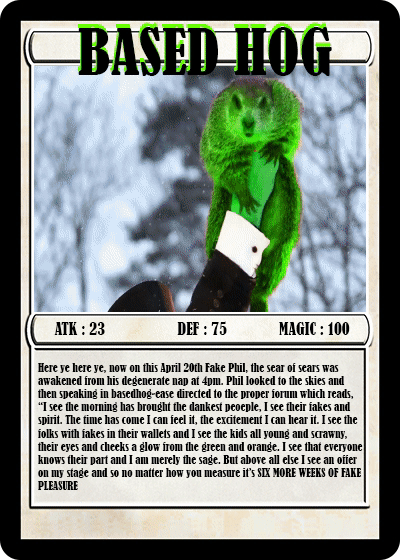 BASED HOG
ATK : 23 DEF : 75 MAGIC : 100
Here ye here ye, now on this April 20th Fake Phil, the sear of sears was
awakened from his degenerate nap at 4pm. Phil looked to the skies and
then speaking in basedhog-ease directed to the proper forum which reads,
“I see the morning has brought the dankest peoeple, I see their fakes and
spirit. The time has come I can feel it, the excitement I can hear it. I see the
folks with fakes in their wallets and I see the kids all young and scrawny,
their eyes and cheeks a glow from the green and orange. I see that everyone
knows their part and I am merely the sage. But above all else I see an offer
on my stage and so no matter how you measure it's SIX MORE WEEKS OF FAKE
PLEASURE